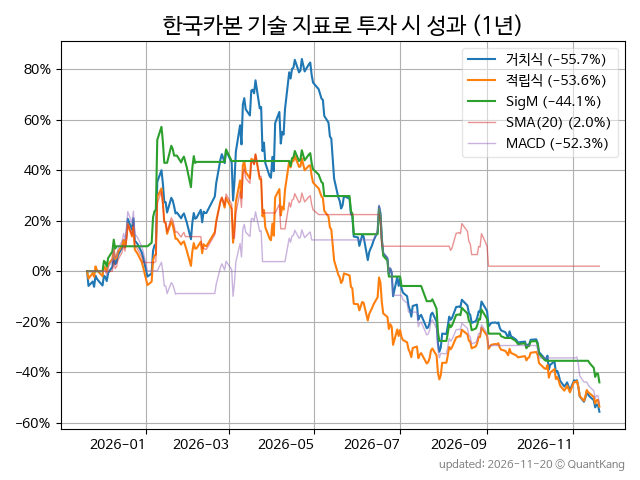 한국카본 기술 지표로 투자 시 성과 (1년)
80%
60%
40%
20%
0%
−20%
−40%
−60%
거치식 (−55.7%)
적립식 (−53.6%)
SigM (−44.1%)
SMA(20) (2.0%)
MACD (−52.3%)
2026-01
2026-03
2026-05
2026-07
2026-09
2026-11
updated: 2026-11-20 © QuantKang